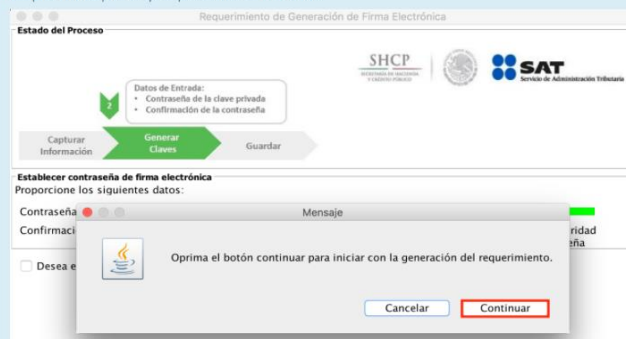 Requerimiento de Generación de Firma Electrónica
Estado del Proceso
SHCP
SECRETARÍA DE HACIENDA
Y CRÉDITO PÚBLICO
SAT
Servicio de Administración Tributaria
2
Datos de Entrada:
• Contraseña de la clave privada
• Confirmación de la contraseña
Capturar
Información
Generar
Claves
Guardar
Establecer contraseña de firma electrónica
Proporcione los siguientes datos:
Contraseña
Confirmaci
ridad
eña
Desea e
Mensaje
Oprima el botón continuar para iniciar con la generación del requerimiento.
Cancelar
Continuar